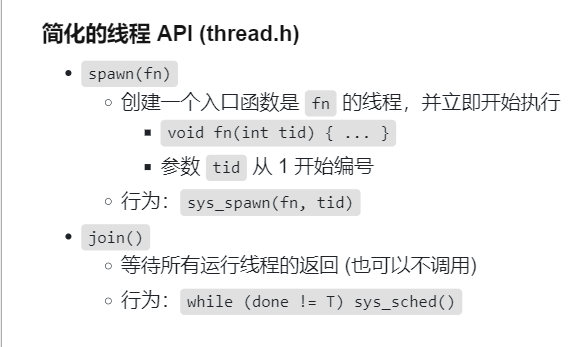 简化的线程 API (thread.h)
spawn(fn)
创建一个入口函数是 fn 的线程，并立即开始执行
void fn(int tid) { ... }
参数 tid 从 1 开始编号
行为：sys_spawn(fn, tid)
join()
等待所有运行线程的返回 (也可以不调用)
行为：while (done != T) sys_sched()